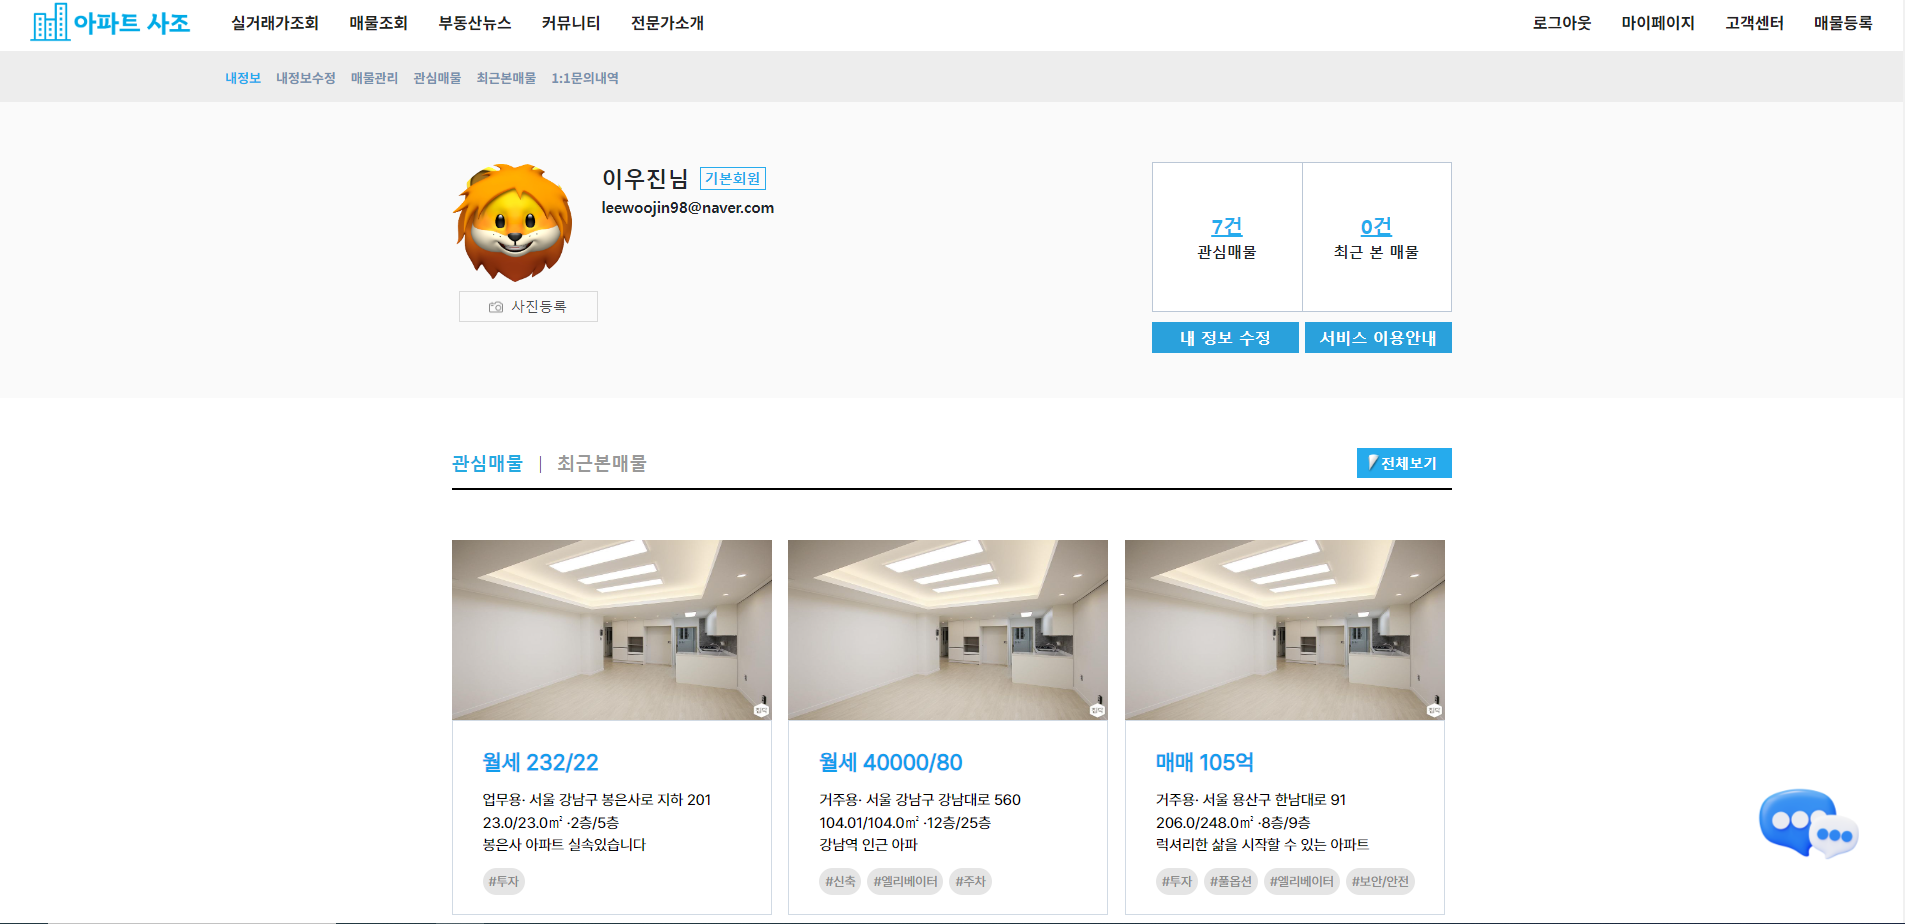 아파트 사조
실거래가조회 매물조회 부동산뉴스 커뮤니티 전문가소개
로그아웃 마이페이지 고객센터 매물등록
내정보 내정보수정 매물관리 관심매물 최근본매물 1:1문의내역
이우진님 기본회원
leewoojin98@naver.com
사진등록
7건
관심매물
0건
최근 본 매물
내 정보 수정
서비스 이용안내
관심매물 | 최근본매물
전체보기
월세 232/22
업무용· 서울 강남구 봉은사로 지하 201
23.0/23.0㎡ ·2층/5층
봉은사 아파트 실속있습니다
#투자
월세 40000/80
거주용· 서울 강남구 강남대로 560
104.01/104.0㎡ ·12층/25층
강남역 인근 아파
#신축 #엘리베이터 #주차
매매 105억
거주용· 서울 용산구 한남대로 91
206.0/248.0㎡ ·8층/9층
럭셔리한 삶을 시작할 수 있는 아파트
#투자 #풀옵션 #엘리베이터 #보안/안전